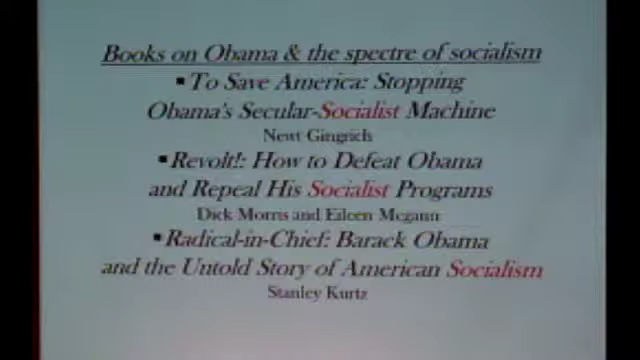 Books on Obama & the spectre of socialism
▪To Save America: Stopping
Obama's Secular-Socialist Machine
Newt Gingrich
▪Revolt!: How to Defeat Obama
and Repeal His Socialist Programs
Dick Morris and Eileen Mcgann
▪Radical-in-Chief: Barack Obama
and the Untold Story of American Socialism
Stanley Kurtz